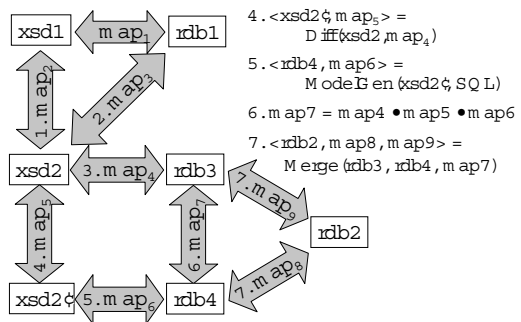 xsd1
map₁
rdb1
1.map₂
2.map₃
xsd2
3.map₄
rdb3
4.map₅
6.map₇
7.map₉
rdb2
xsd2¢
5.map₆
rdb4
7.map₈
4.<xsd2¢,map₅> =
Diff(xsd2,map₄)
5.<rdb4,map6> =
ModelGen(xsd2¢,SQL)
6.map7 = map4 •map5 •map6
7.<rdb2,map8,map9> =
Merge(rdb3,rdb4,map7)